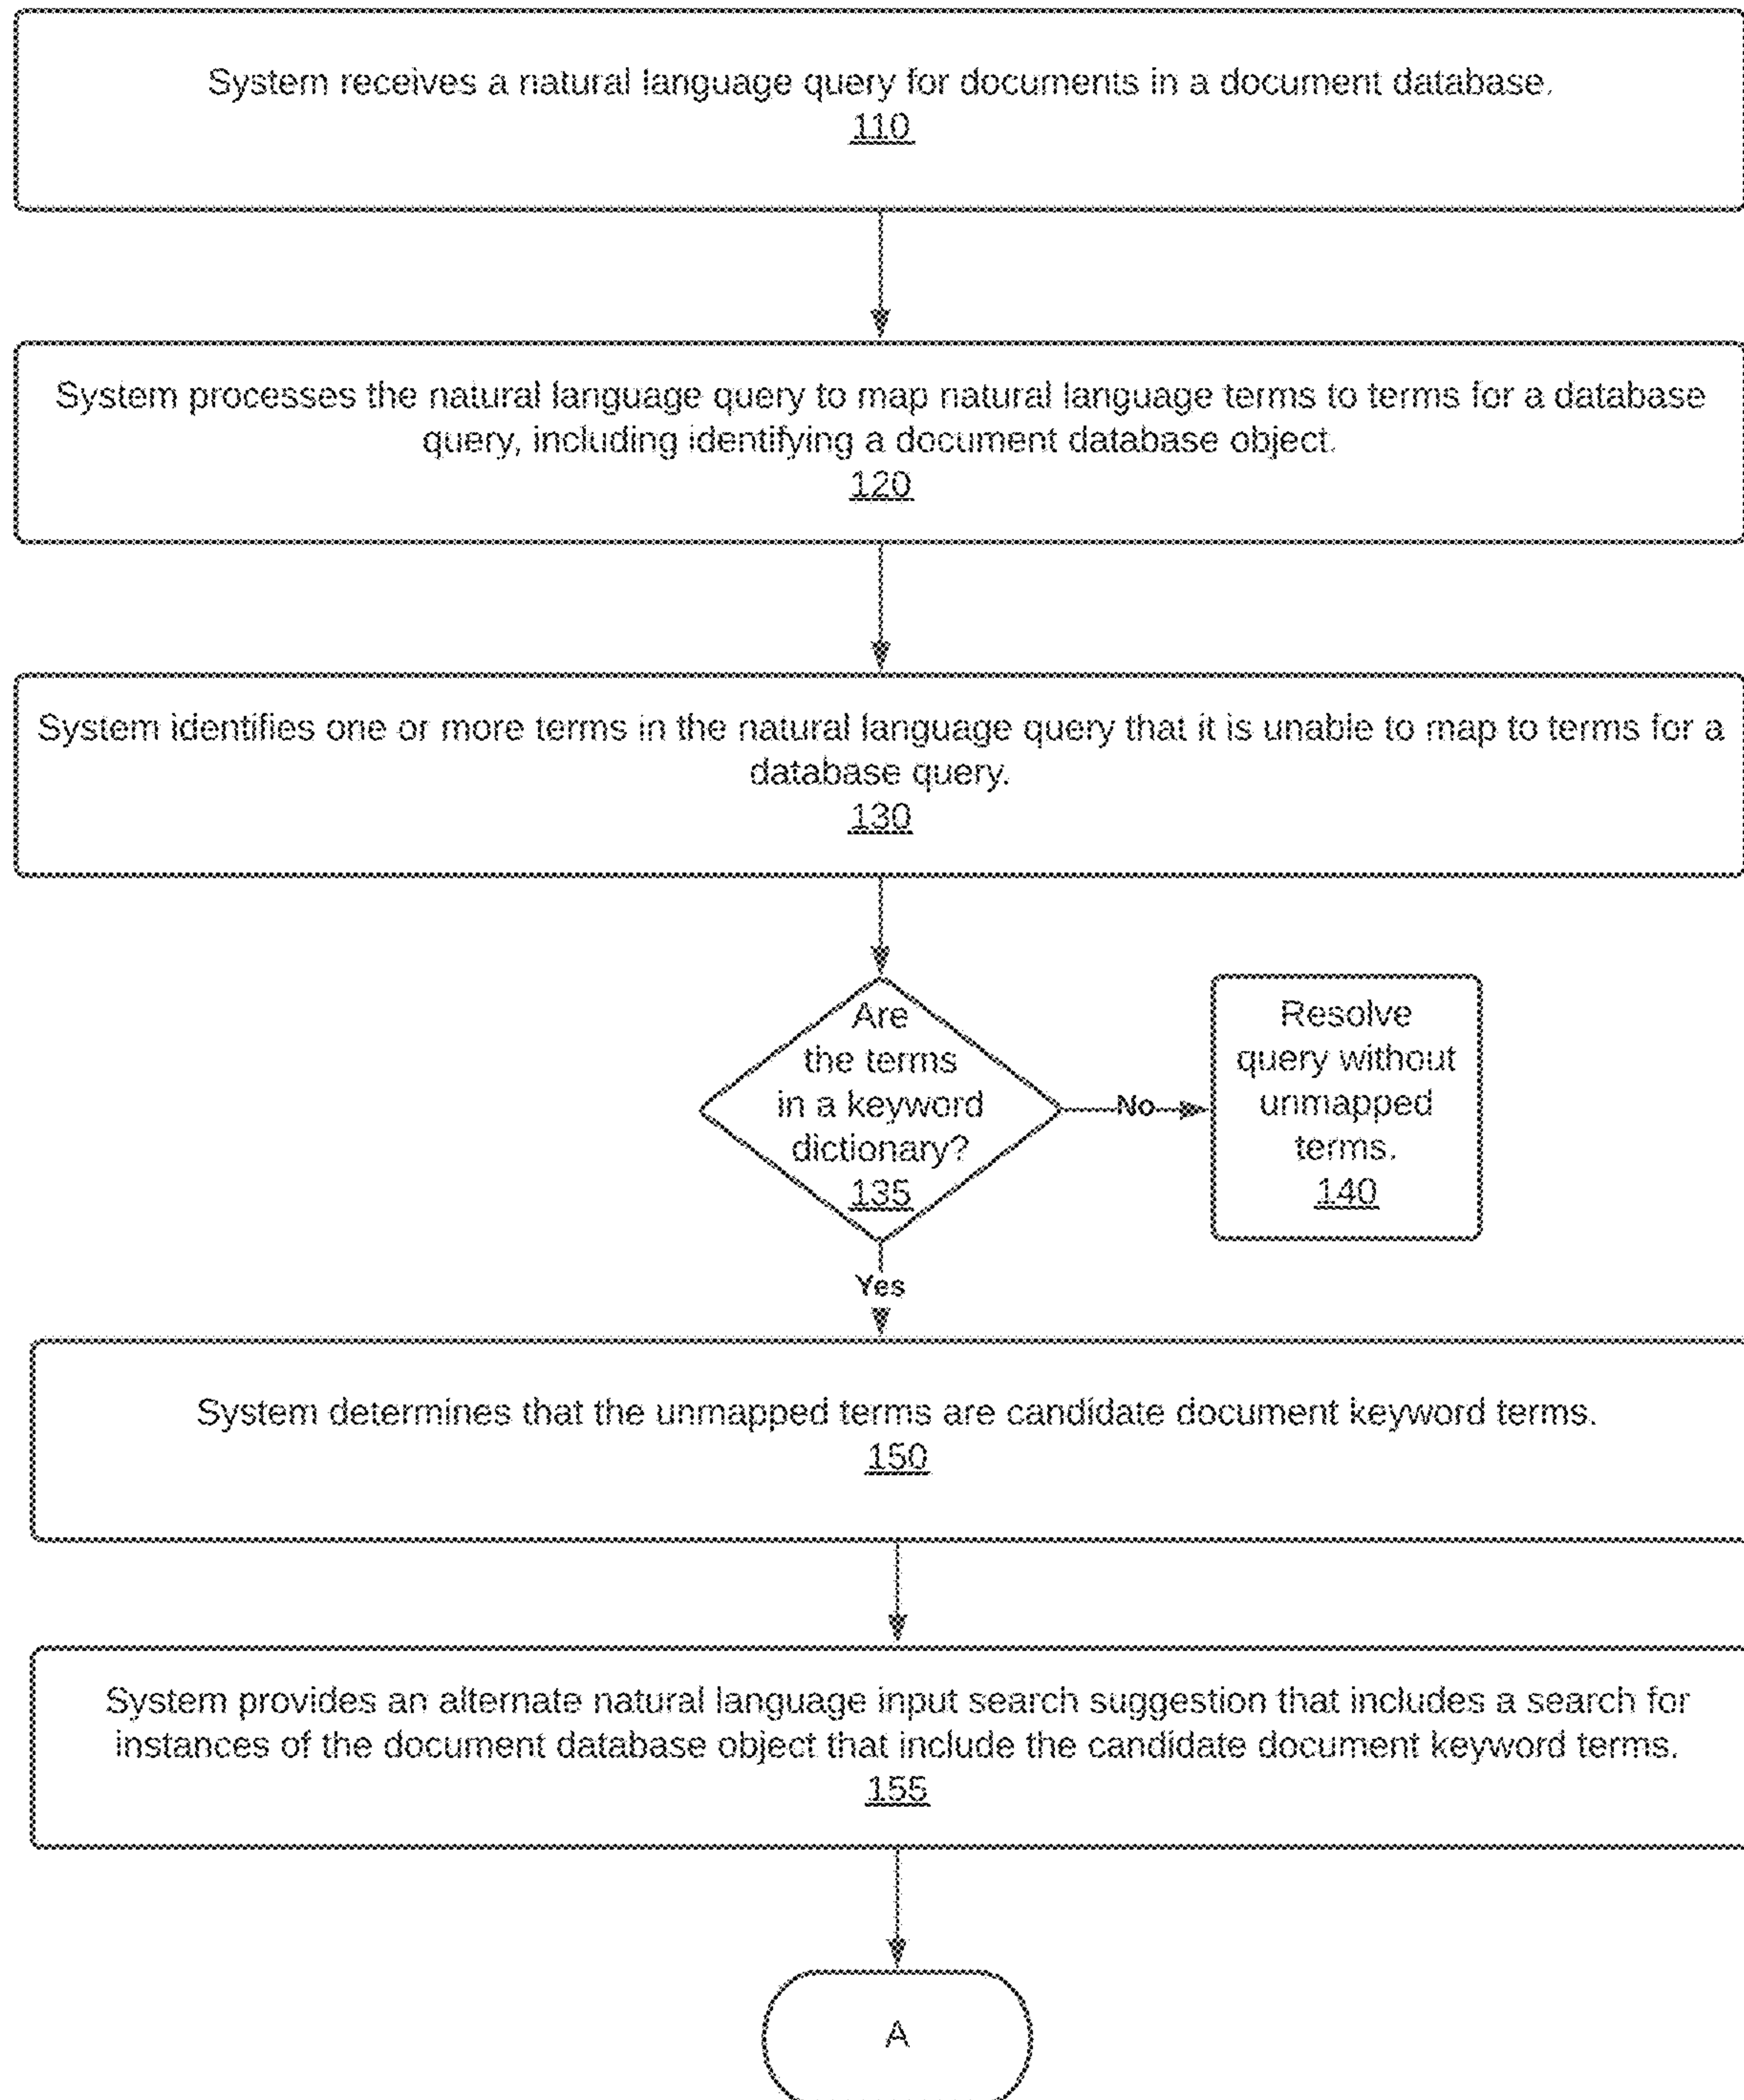 System receives a natural language query for documents in a document database.
110
System processes the natural language query to map natural language terms to terms for a database
query, including identifying a document database object.
120
System identifies one or more terms in the natural language query that it is unable to map to terms for a
database query.
130
Are
the terms
in a keyword
dictionary?
135
No
Resolve
query without
unmapped
terms.
140
Yes
System determines that the unmapped terms are candidate document keyword terms.
150
System provides an alternate natural language input search suggestion that includes a search for
instances of the document database object that include the candidate document keyword terms.
155
A